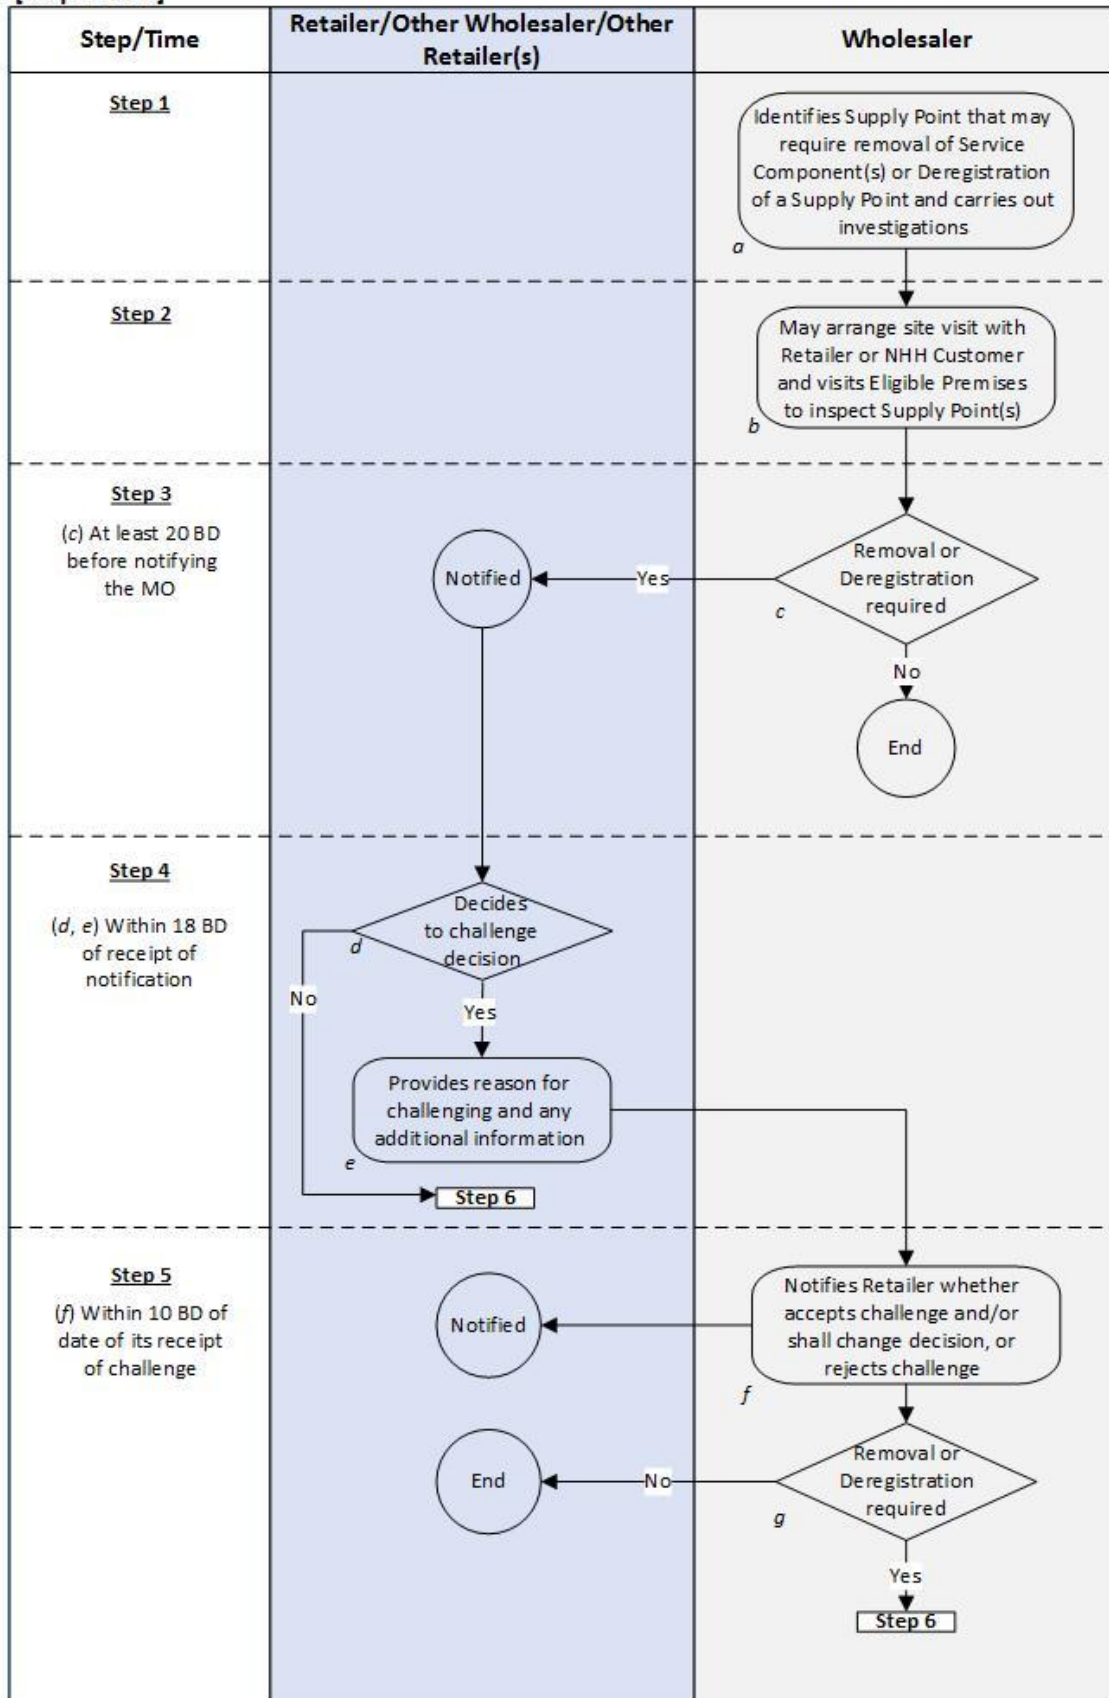 Step/Time
Retailer/Other Wholesaler/Other
Retailer(s)
Wholesaler
Step 1
Identifies Supply Point that may
require removal of Service
Component(s) or Deregistration
of a Supply Point and carries out
investigations
a
Step 2
May arrange site visit with
Retailer or NHH Customer
and visits Eligible Premises
to inspect Supply Point(s)
b
Step 3
(c) At least 20 BD
before notifying
the MO
Notified
Yes
Removal or
Deregistration
required
c
No
End
Step 4
(d, e) Within 18 BD
of receipt of
notification
Decides
to challenge
decision
d
No
Yes
Provides reason for
challenging and any
additional information
e
Step 6
Step 5
(f) Within 10 BD of
date of its receipt
of challenge
Notified
Notifies Retailer whether
accepts challenge and/or
shall change decision, or
rejects challenge
f
End
No
Removal or
Deregistration
required
g
Yes
Step 6